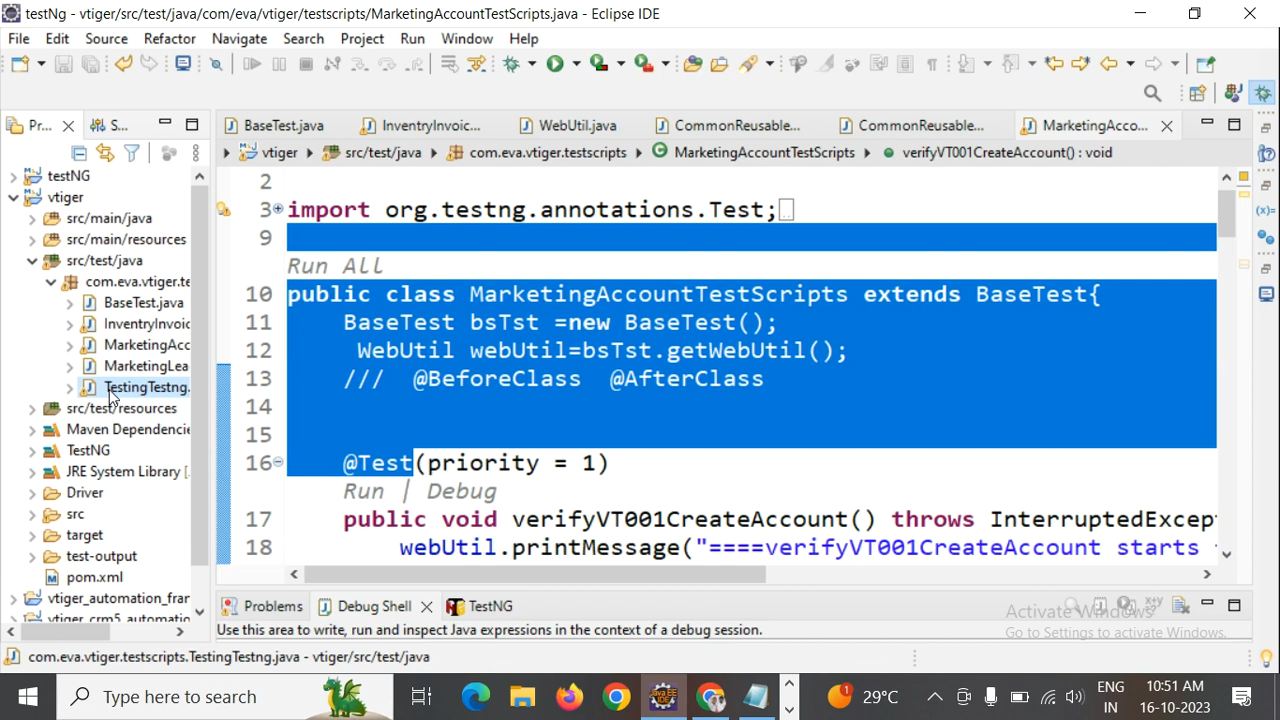 testNg - vtiger/src/test/java/com/eva/vtiger/testscripts/MarketingAccountTestScripts.java - Eclipse IDE
File Edit Source Refactor Navigate Search Project Run Window Help
Pr... S...
BaseTest.java InventryInvoic... WebUtil.java CommonReusable... CommonReusable... MarketingAcco...
vtiger src/test/java com.eva.vtiger.testscripts MarketingAccountTestScripts verifyVT001CreateAccount() : void
testNG
vtiger
src/main/java
src/main/resources
src/test/java
com.eva.vtiger.te
BaseTest.java
InventryInvoic
MarketingAcc
MarketingLea
TestingTestng.
src/test/resources
Maven Dependencie
TestNG
JRE System Library [
Driver
src
target
test-output
pom.xml
vtiger_automation_fran
vtiger_crm5_automatio
2
3 import org.testng.annotations.Test;
9
Run All
10 public class MarketingAccountTestScripts extends BaseTest{
11 BaseTest bsTst =new BaseTest();
12 WebUtil webUtil=bsTst.getWebUtil();
13 /// @BeforeClass @AfterClass
14
15
16 @Test(priority = 1)
Run | Debug
17 public void verifyVT001CreateAccount() throws InterruptedExcep
18 webUtil.printMessage("====verifyVT001CreateAccount starts
Problems Debug Shell TestNG
Use this area to write, run and inspect Java expressions in the context of a debug session.
Activate Windows
Go to Settings to activate Windows.
com.eva.vtiger.testscripts.TestingTestng.java - vtiger/src/test/java
Type here to search
1 29°C
ENG
IN
10:51 AM
16-10-2023